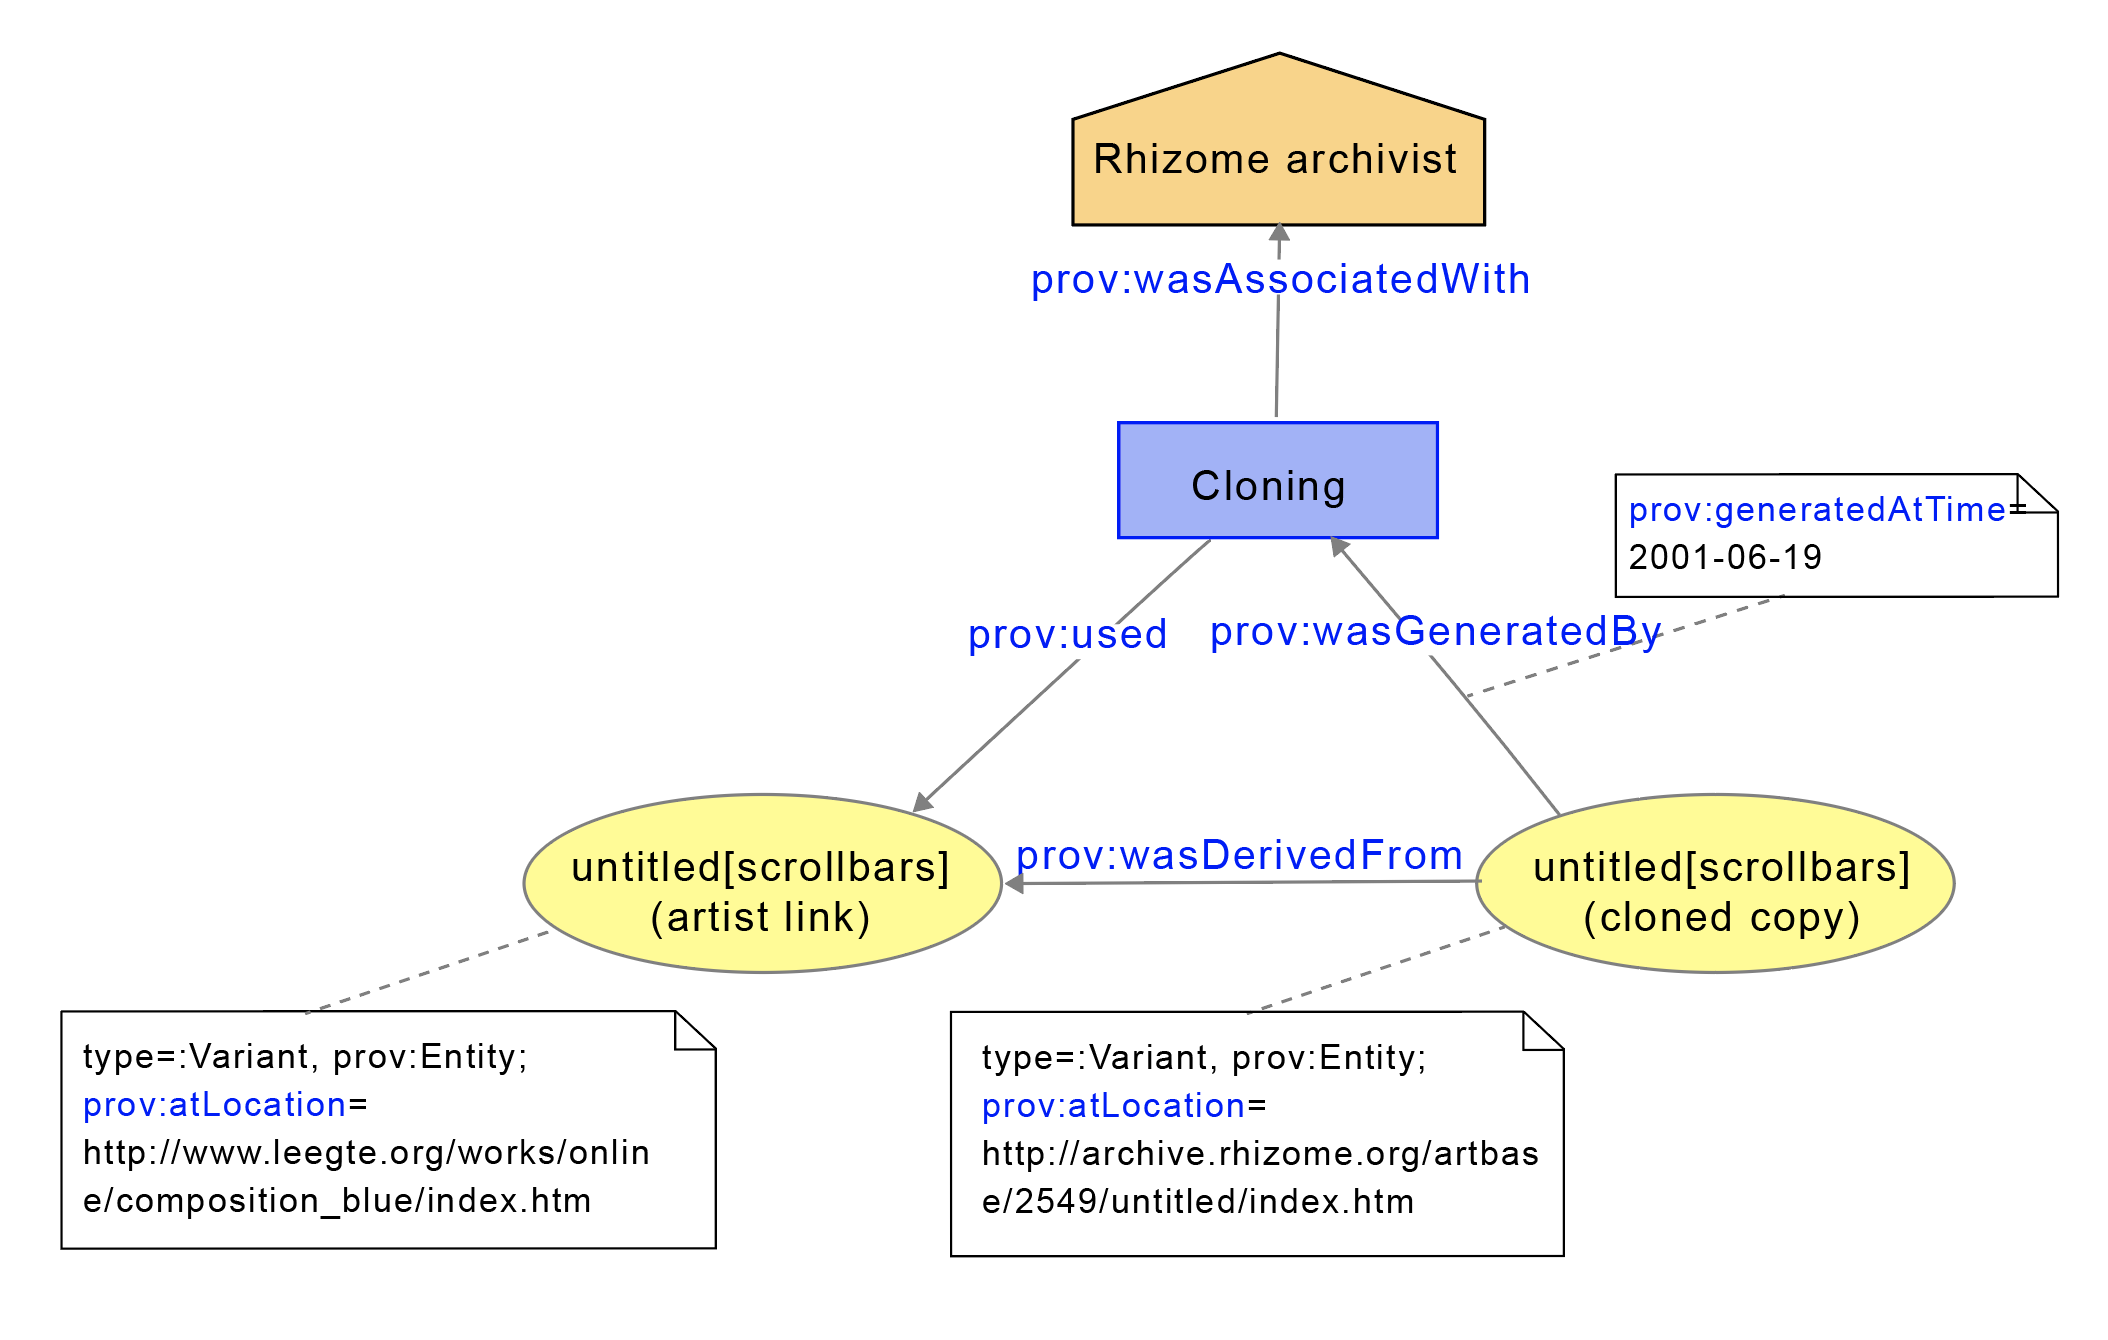 Rhizome archivist
prov:wasAssociatedWith
Cloning
prov:generatedAtTime=
2001-06-19
prov:used
prov:wasGeneratedBy
prov:wasDerivedFrom
untitled[scrollbars]
(artist link)
untitled[scrollbars]
(cloned copy)
type=:Variant, prov:Entity;
prov:atLocation=
http://www.leegte.org/works/onlin
e/composition_blue/index.htm
type=:Variant, prov:Entity;
prov:atLocation=
http://archive.rhizome.org/artbas
e/2549/untitled/index.htm